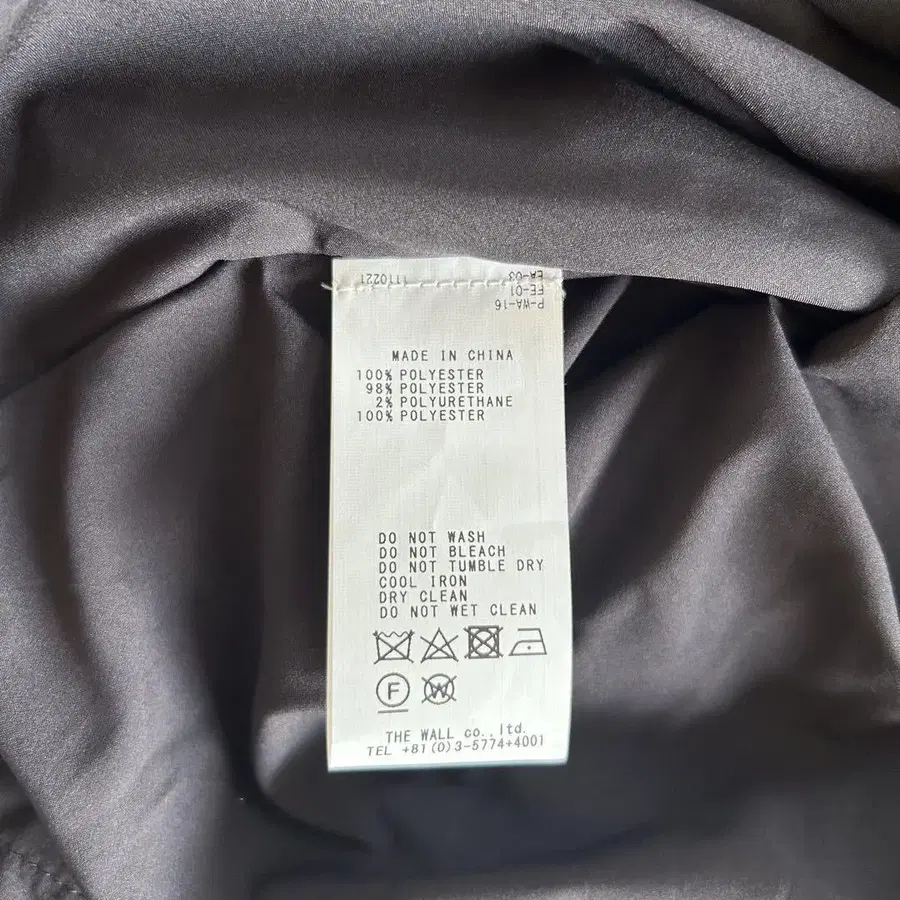 1110221
EA-03
FE-01
P-WA-16
MADE IN CHINA
100% POLYESTER
98% POLYESTER
2% POLYURETHANE
100% POLYESTER
DO NOT WASH
DO NOT BLEACH
DO NOT TUMBLE DRY
COOL IRON
DRY CLEAN
DO NOT WET CLEAN
F W
THE WALL co.,ltd.
TEL +81(0)3-5774+4001